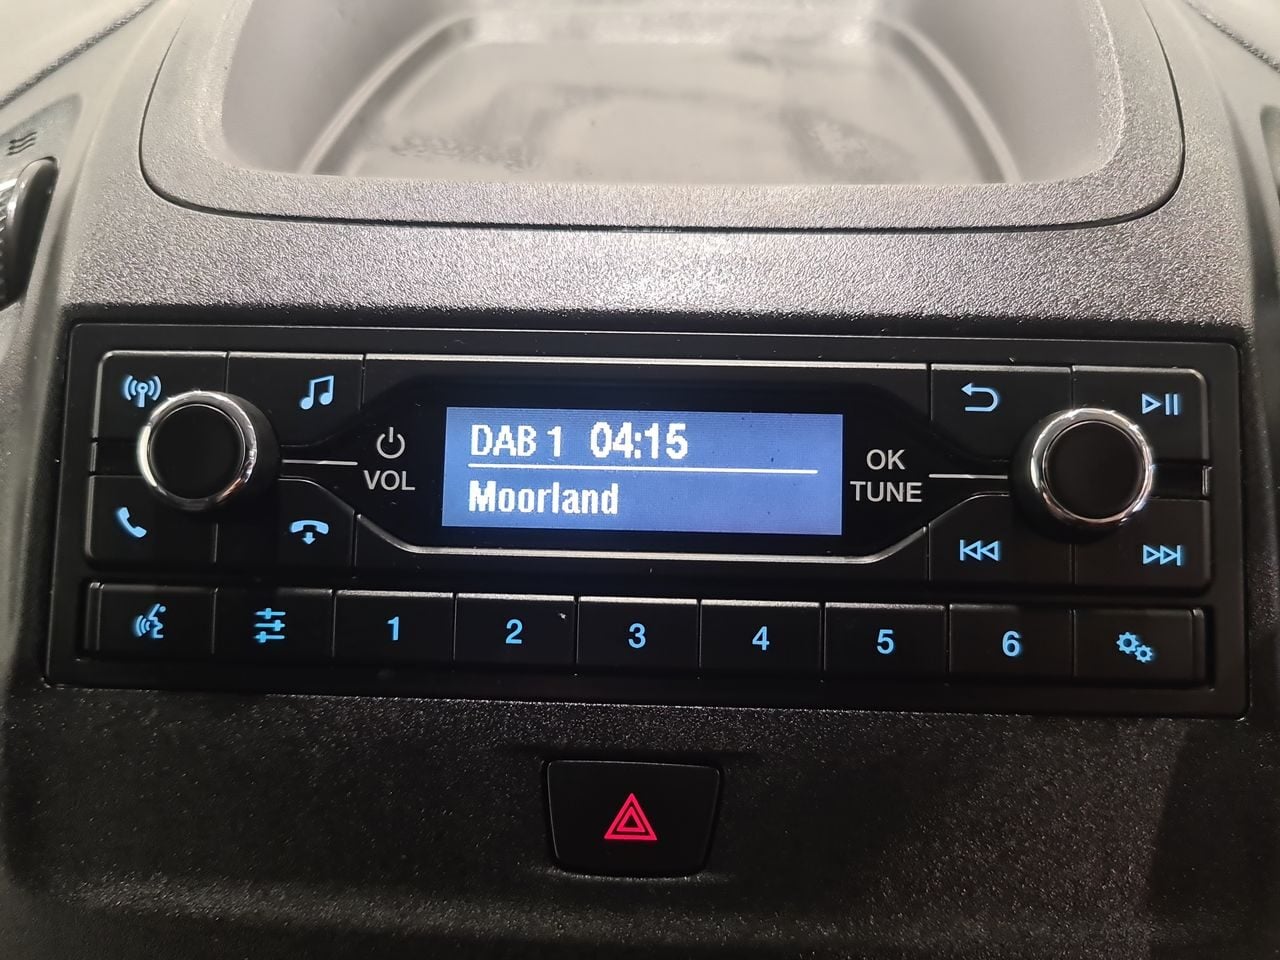 DAB 1 04:15
Moorland
VOL
OK
TUNE
1 2 3 4 5 6